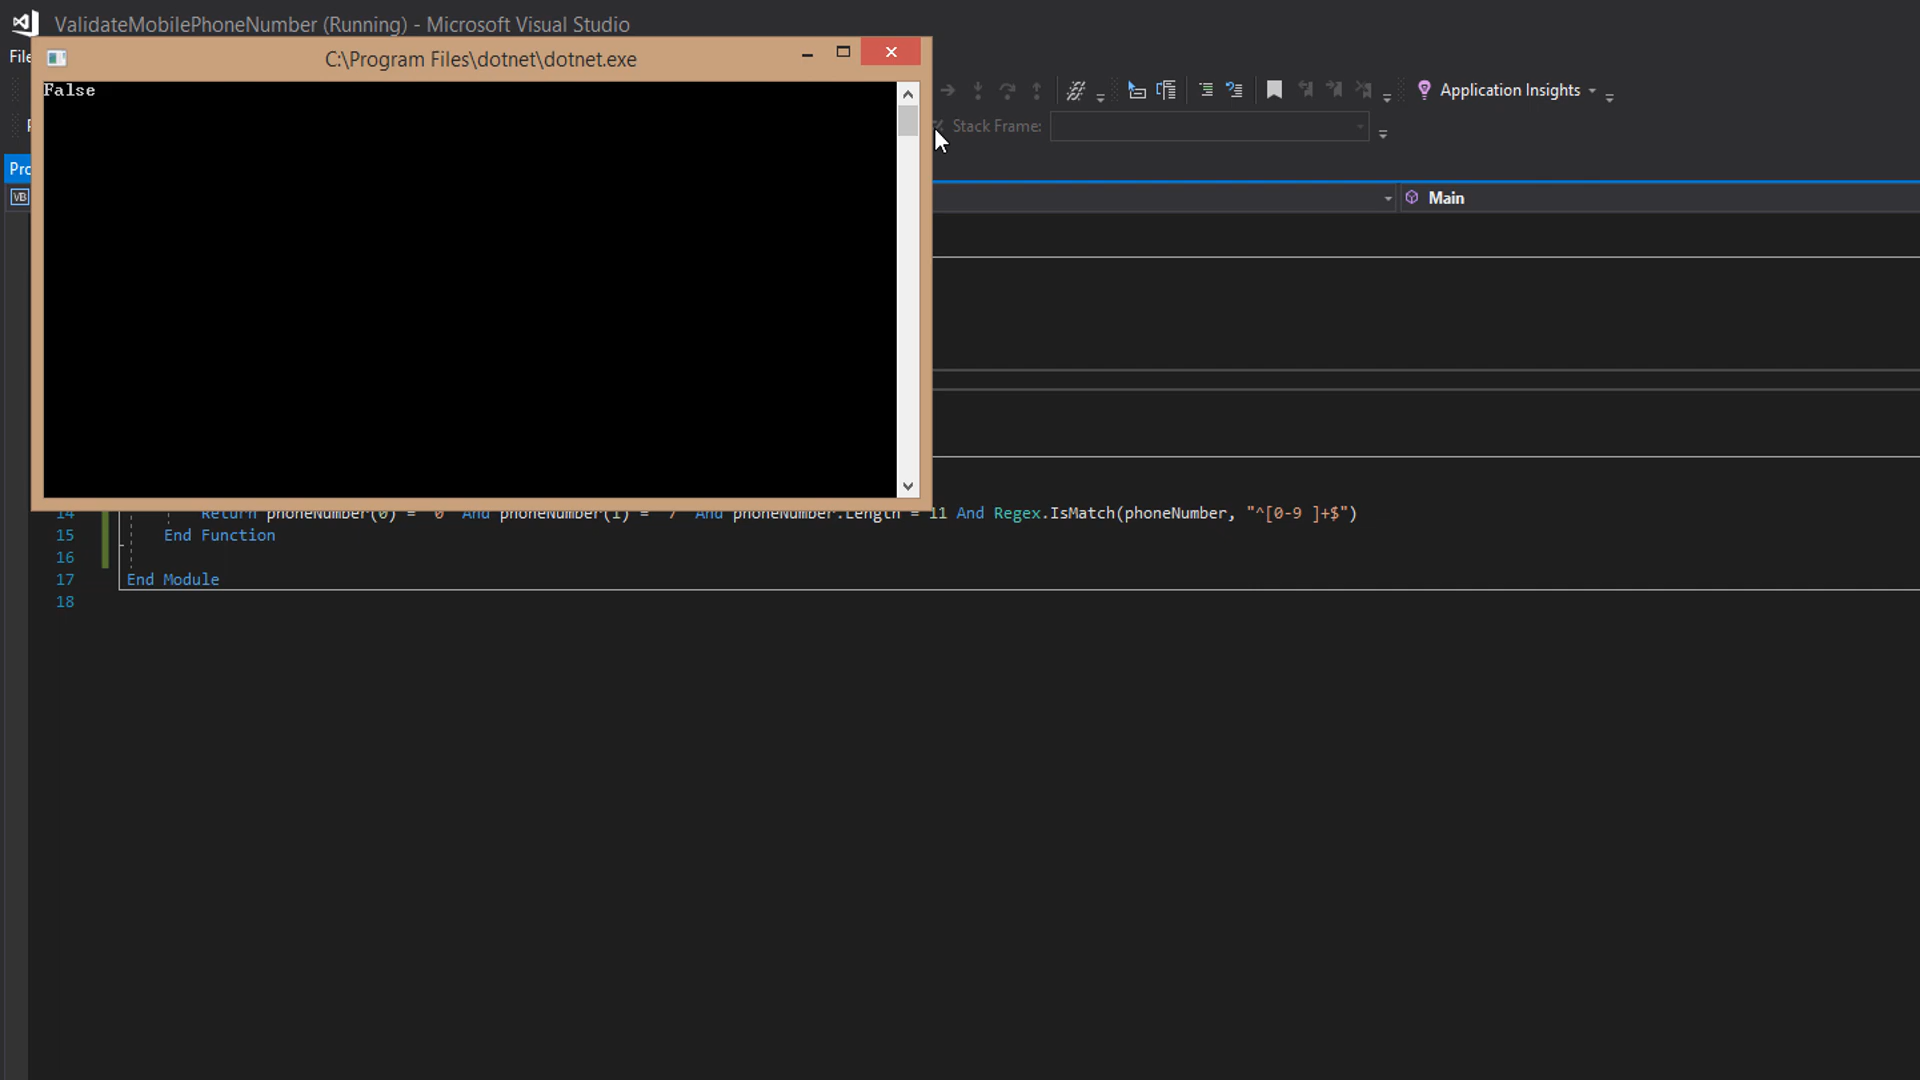 ValidateMobilePhoneNumber (Running) - Microsoft Visual Studio
File
C:\Program Files\dotnet\dotnet.exe
False
Application Insights
Stack Frame:
VB
Main
14 Return phoneNumber(0) = "0" And phoneNumber(1) = "7" And phoneNumber.Length = 11 And Regex.IsMatch(phoneNumber, "^[0-9 ]+$")
15 End Function
16
17 End Module
18